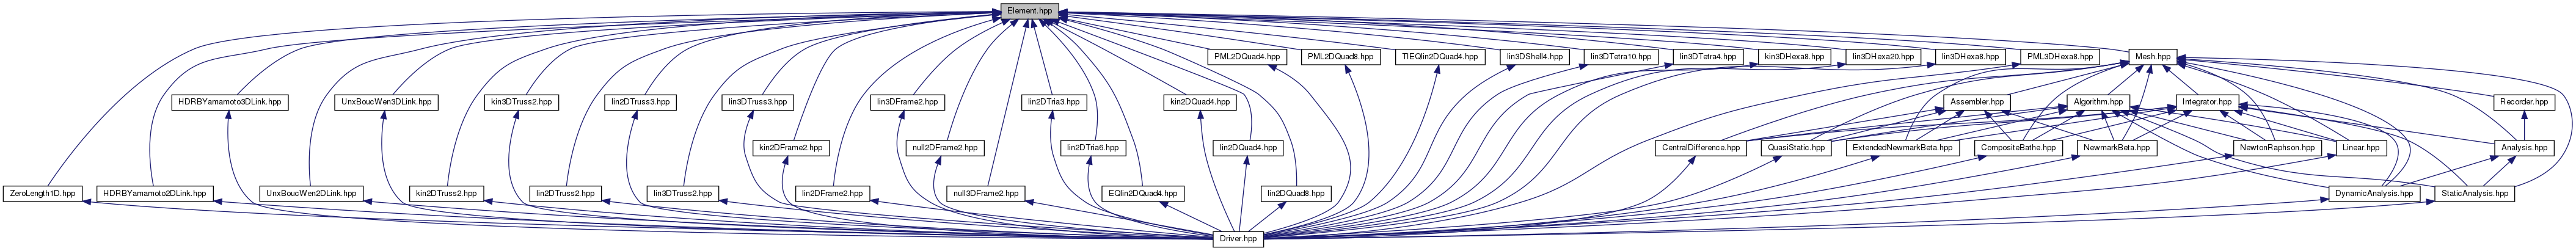 Element.hpp
PML2DQuad4.hpp
PML2DQuad8.hpp
TIEQlin2DQuad4.hpp
lin3DShell4.hpp
lin3DTetra10.hpp
lin3DTetra4.hpp
kin3DHexa8.hpp
lin3DHexa20.hpp
lin3DHexa8.hpp
PML3DHexa8.hpp
Mesh.hpp
HDRBYamamoto3DLink.hpp
UnxBoucWen3DLink.hpp
kin3DTruss2.hpp
lin2DTruss3.hpp
lin3DTruss3.hpp
lin3DFrame2.hpp
lin2DTria3.hpp
kin2DQuad4.hpp
Assembler.hpp
Algorithm.hpp
Integrator.hpp
Recorder.hpp
kin2DFrame2.hpp
null2DFrame2.hpp
lin2DTria6.hpp
lin2DQuad4.hpp
CentralDifference.hpp
QuasiStatic.hpp
ExtendedNewmarkBeta.hpp
CompositeBathe.hpp
NewmarkBeta.hpp
NewtonRaphson.hpp
Linear.hpp
Analysis.hpp
ZeroLength1D.hpp
HDRBYamamoto2DLink.hpp
UnxBoucWen2DLink.hpp
kin2DTruss2.hpp
lin2DTruss2.hpp
lin3DTruss2.hpp
lin2DFrame2.hpp
null3DFrame2.hpp
EQlin2DQuad4.hpp
lin2DQuad8.hpp
DynamicAnalysis.hpp
StaticAnalysis.hpp
Driver.hpp